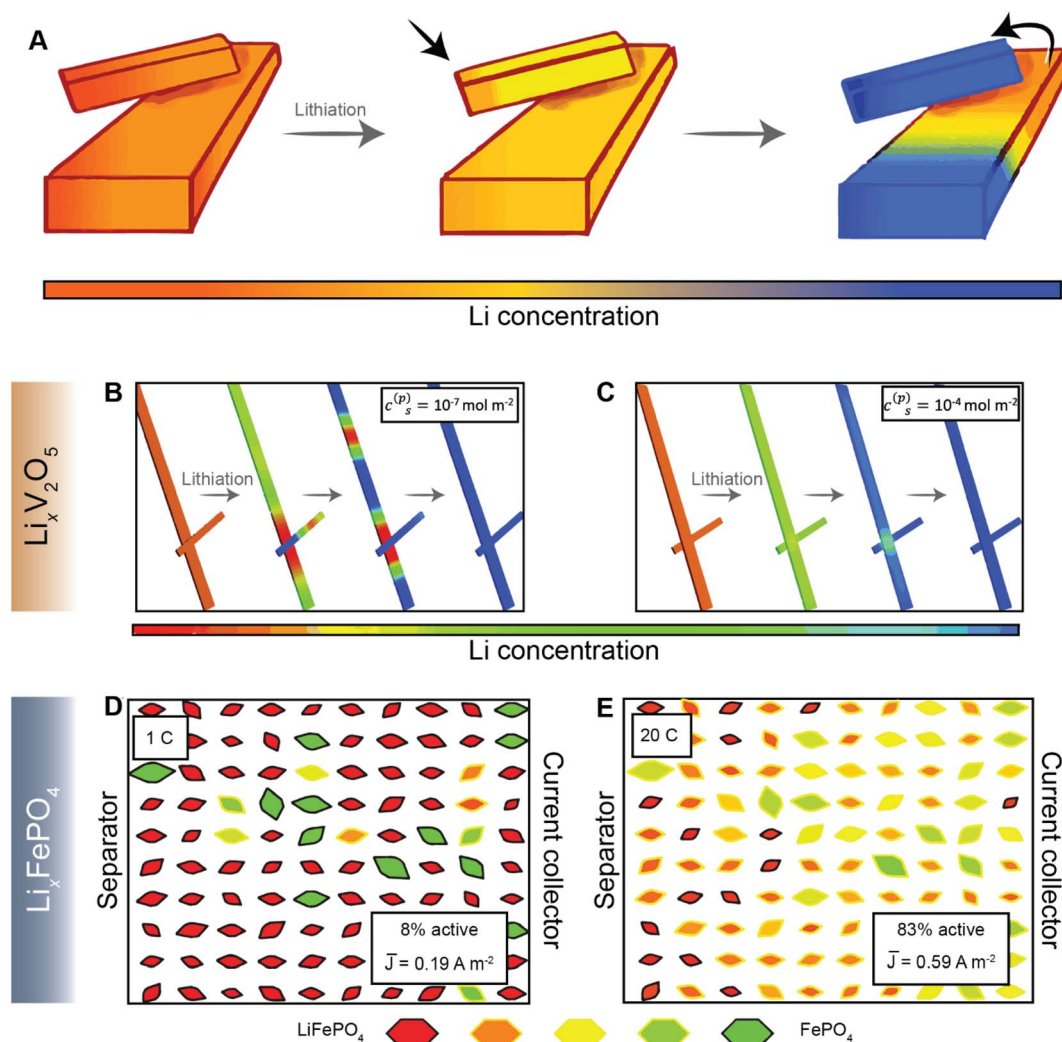 A
Lithiation
Li concentration
LiₓV₂O₅
B
c⁽ᵖ⁾ₛ = 10⁻⁷ mol m⁻²
Lithiation
C
c⁽ᵖ⁾ₛ = 10⁻⁴ mol m⁻²
Lithiation
Li concentration
LiₓFePO₄
D
1 C
Separator
Current collector
8% active
J̅ = 0.19 A m⁻²
E
20 C
Separator
Current collector
83% active
J̅ = 0.59 A m⁻²
LiFePO₄
FePO₄